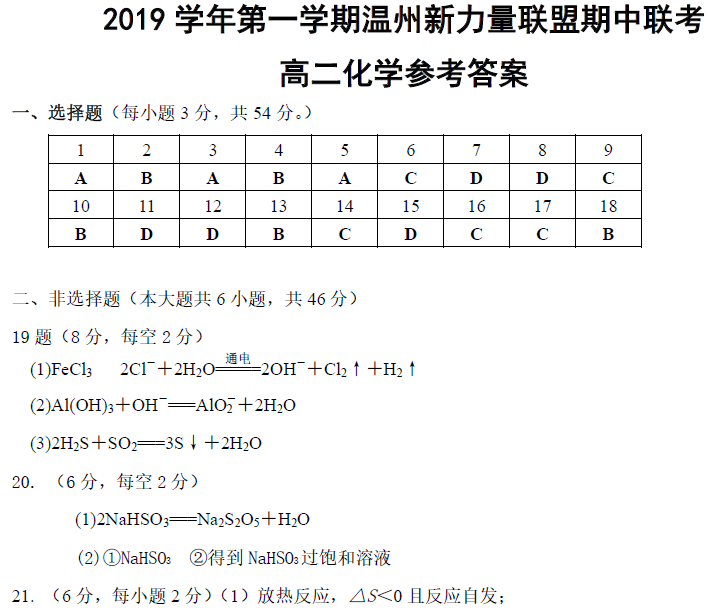 2019 学年第一学期温州新力量联盟期中联考
高二化学参考答案
一、选择题（每小题 3 分，共 54 分。）
1 2 3 4 5 6 7 8 9
A B A B A C D D C
10 11 12 13 14 15 16 17 18
B D D B C D C C B
二、非选择题（本大题共 6 小题，共 46 分）
19 题（8 分，每空 2 分）
(1)FeCl₃ 2Cl⁻＋2H₂O 通电═══2OH⁻＋Cl₂↑＋H₂↑
(2)Al(OH)₃＋OH⁻═══AlO₂⁻＋2H₂O
(3)2H₂S＋SO₂═══3S↓＋2H₂O
20. （6 分，每空 2 分）
(1)2NaHSO₃═══Na₂S₂O₅＋H₂O
(2)①NaHSO₃ ②得到 NaHSO₃过饱和溶液
21. （6 分，每小题 2 分）（1）放热反应，△S＜0 且反应自发；